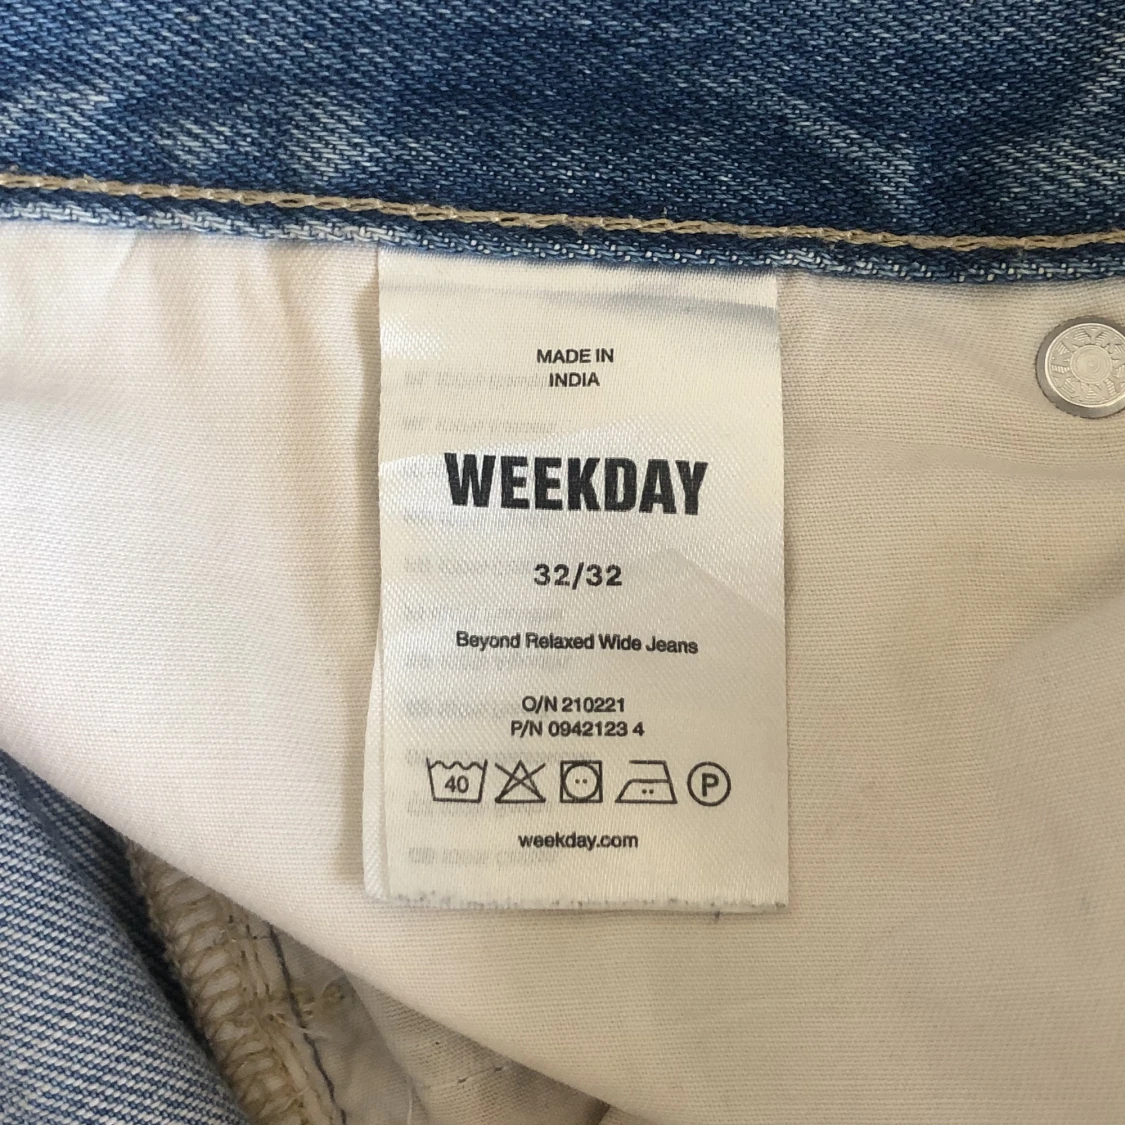 MADE IN
INDIA
WEEKDAY
32/32
Beyond Relaxed Wide Jeans
O/N 210221
P/N 0942123 4
40
P
weekday.com